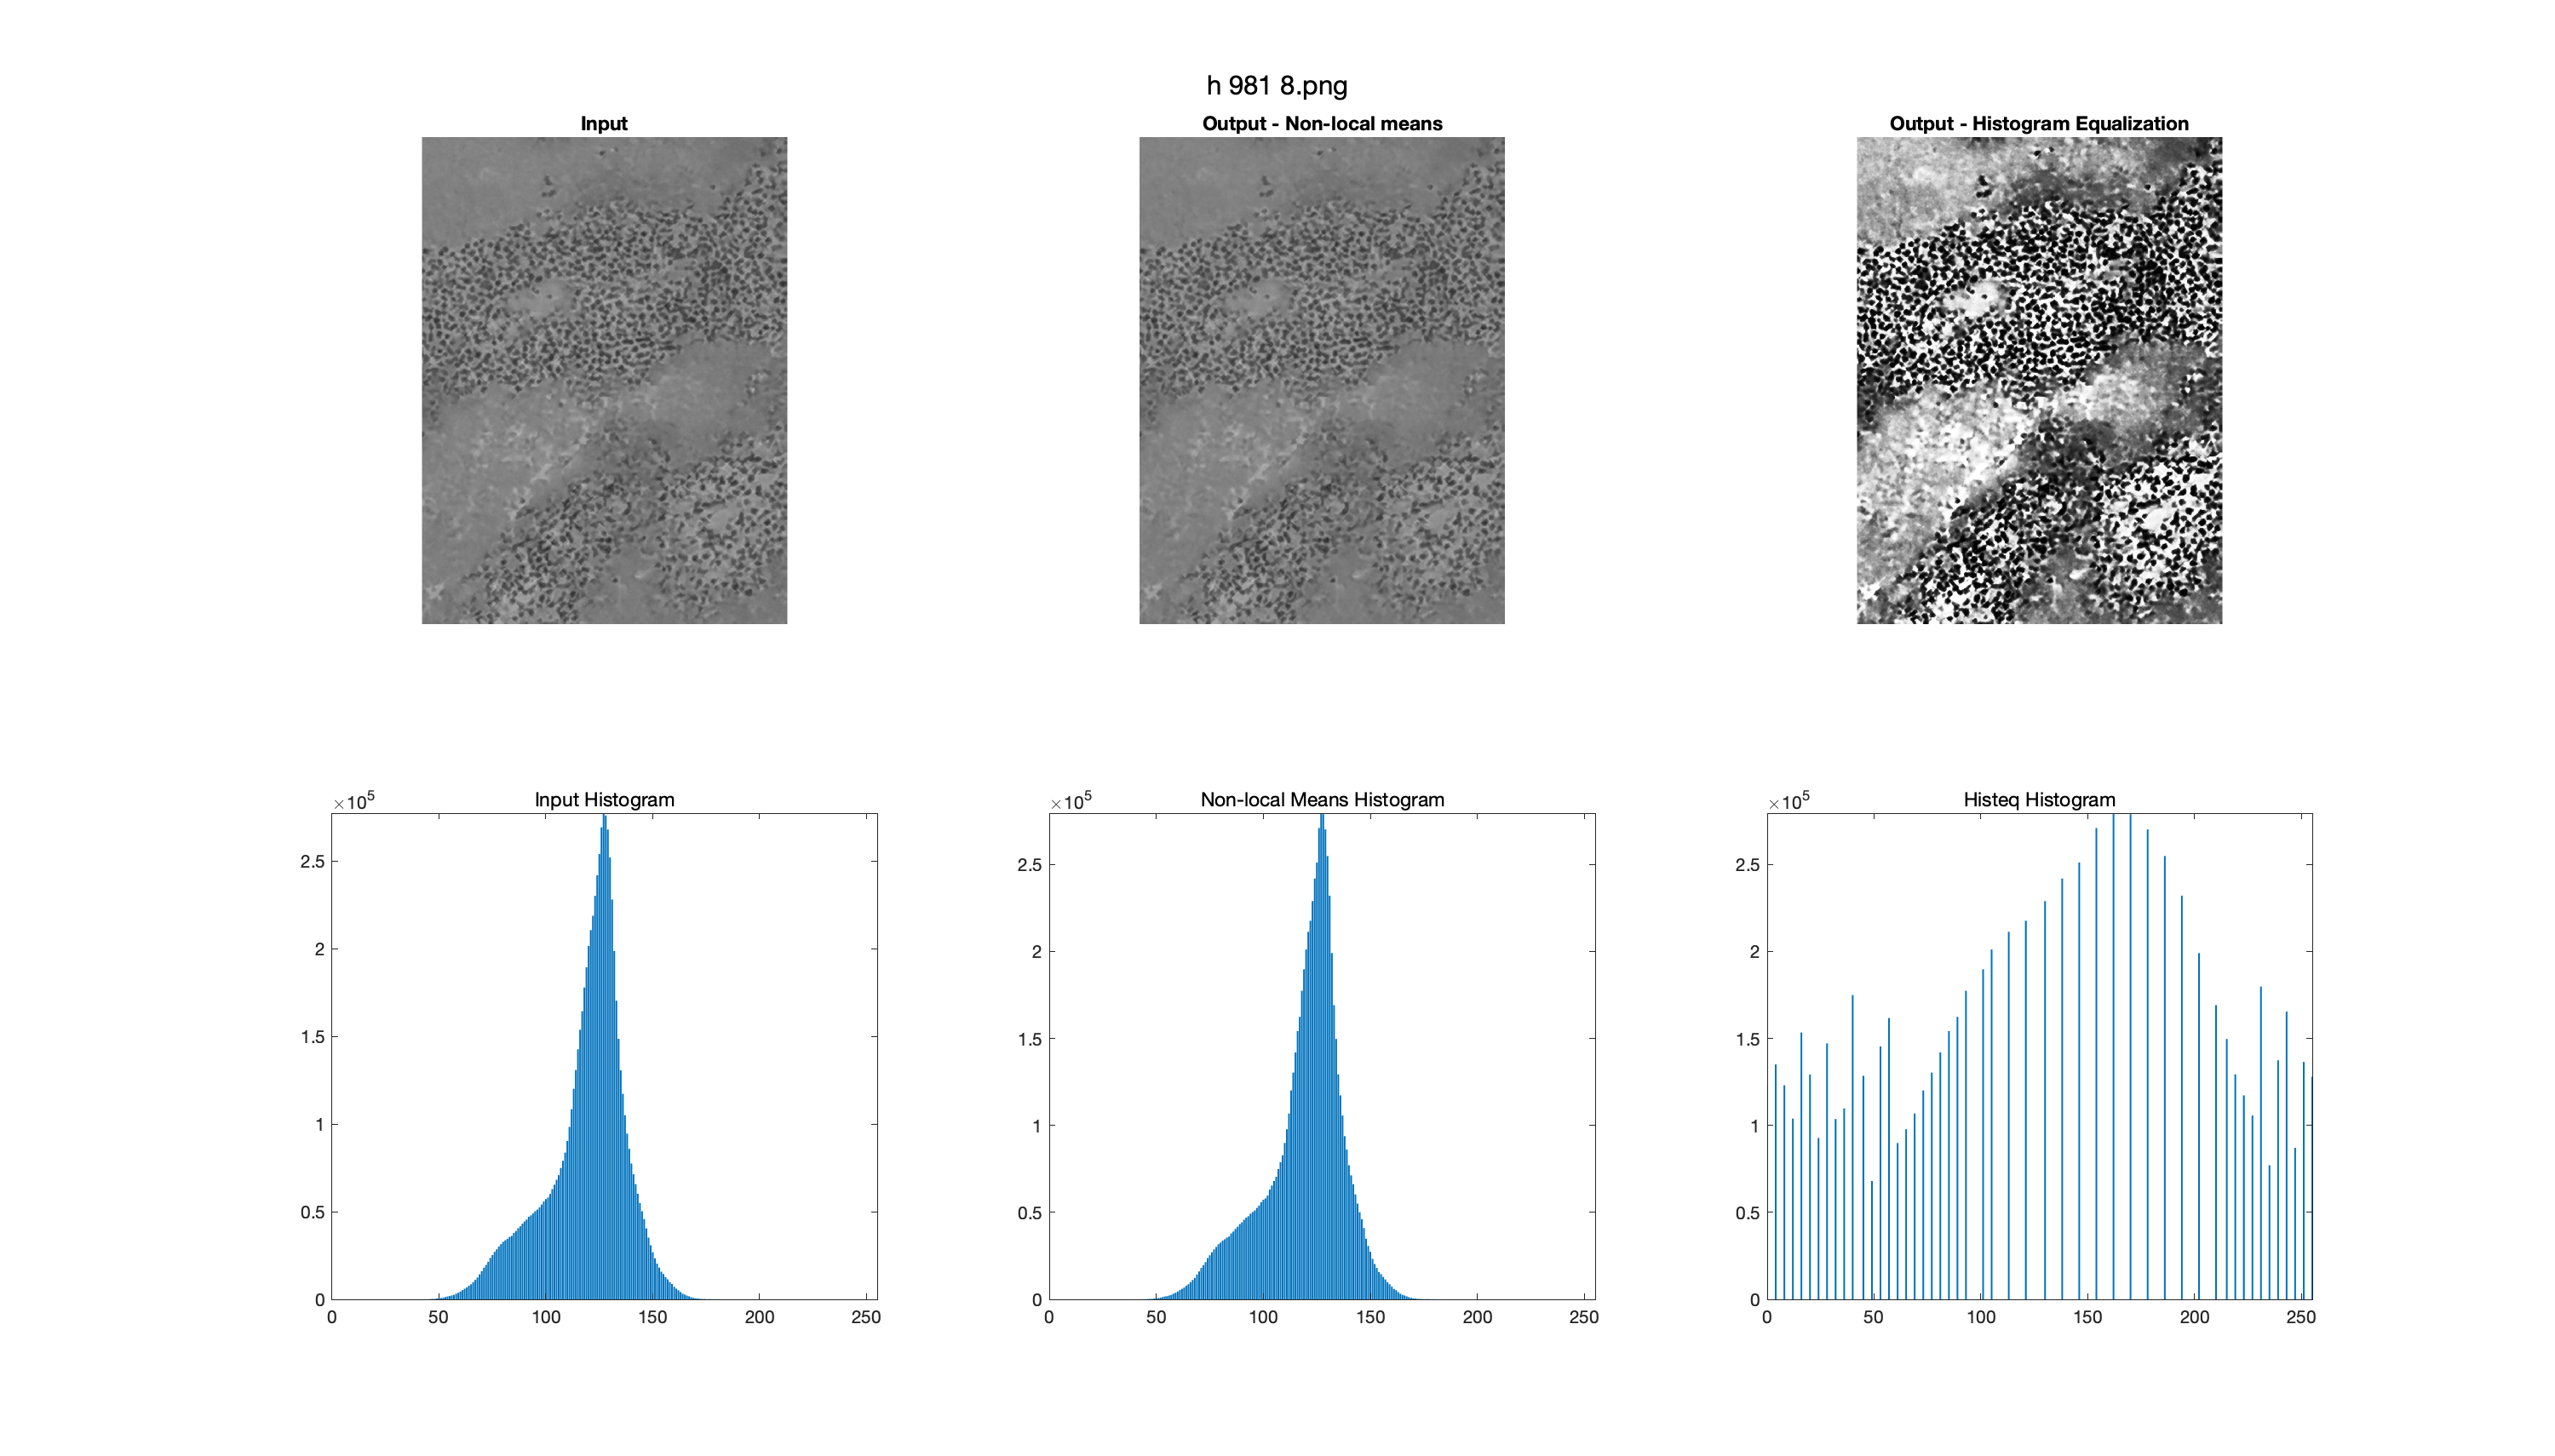 h 981 8.png
Input
Output - Non-local means
Output - Histogram Equalization
Input Histogram
×10^5
2.5
2
1.5
1
0.5
0
0 50 100 150 200 250
Non-local Means Histogram
×10^5
2.5
2
1.5
1
0.5
0
0 50 100 150 200 250
Histeq Histogram
×10^5
2.5
2
1.5
1
0.5
0
0 50 100 150 200 250